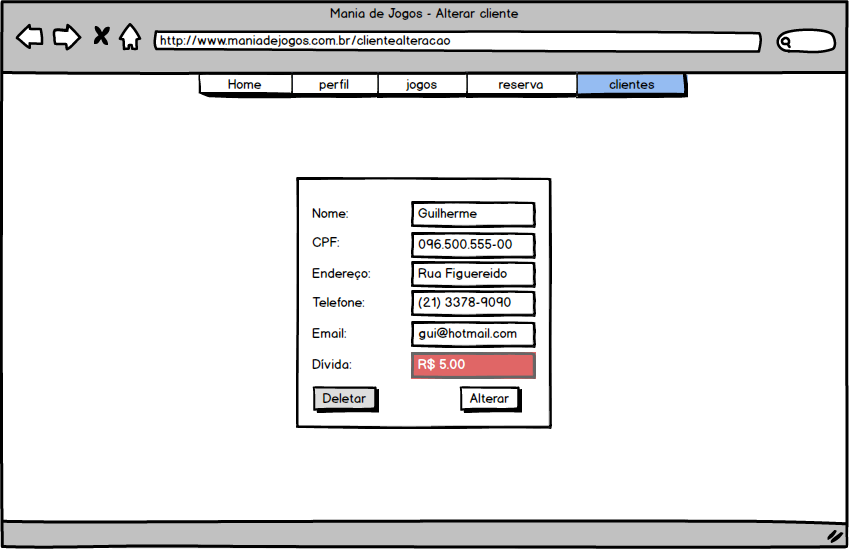 Mania de Jogos - Alterar cliente
http://www.maniadejogos.com.br/clientealteracao
Home perfil jogos reserva clientes
Nome: Guilherme
CPF: 096.500.555-00
Endereço: Rua Figuereido
Telefone: (21) 3378-9090
Email: gui@hotmail.com
Dívida: R$ 5.00
Deletar Alterar